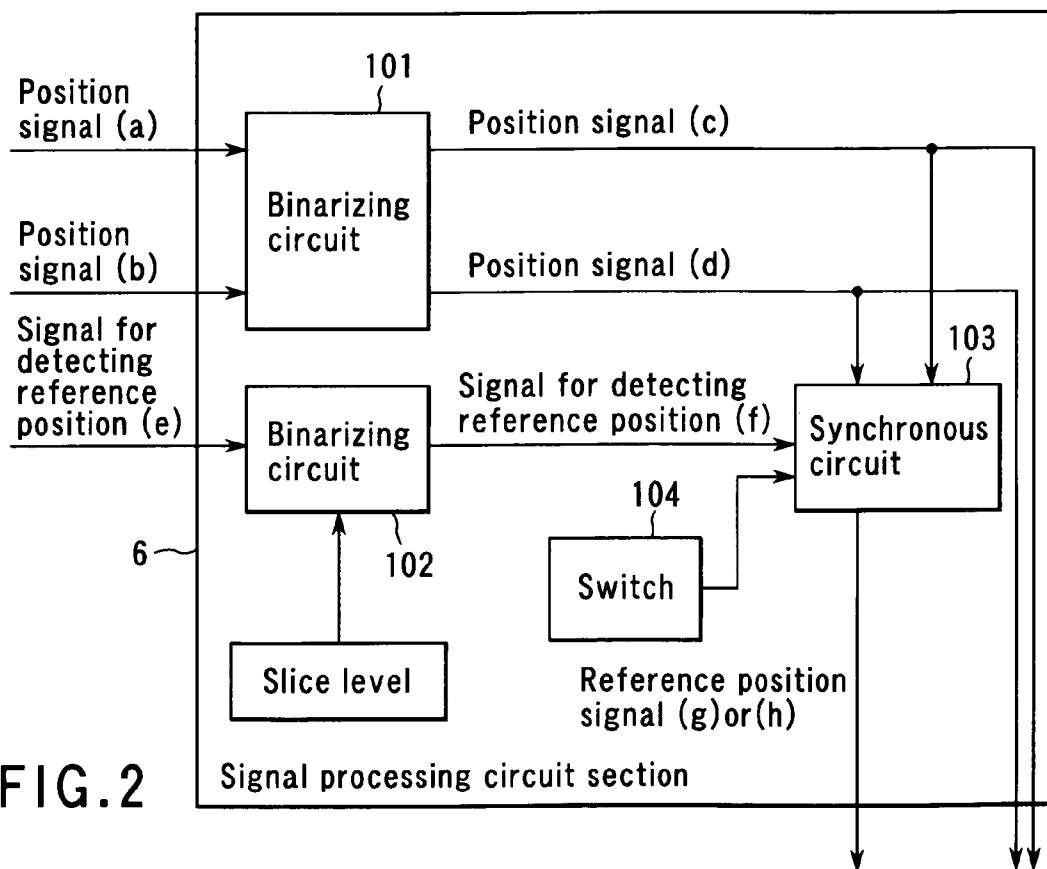 101
Position
signal (a)
Position signal (c)
Binarizing
circuit
Position
signal (b)
Position signal (d)
Signal for
detecting
reference
position (e)
103
Signal for detecting
reference position (f)
Binarizing
circuit
Synchronous
circuit
104
6
102
Switch
Slice level
Reference position
signal (g)or(h)
FIG.2
Signal processing circuit section